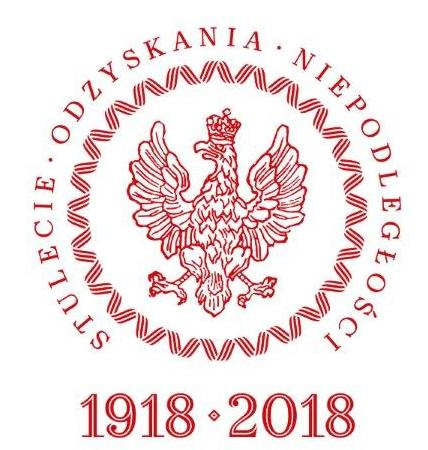 STULECIE · ODZYSKANIA · NIEPODLEGŁOŚCI
1918 · 2018